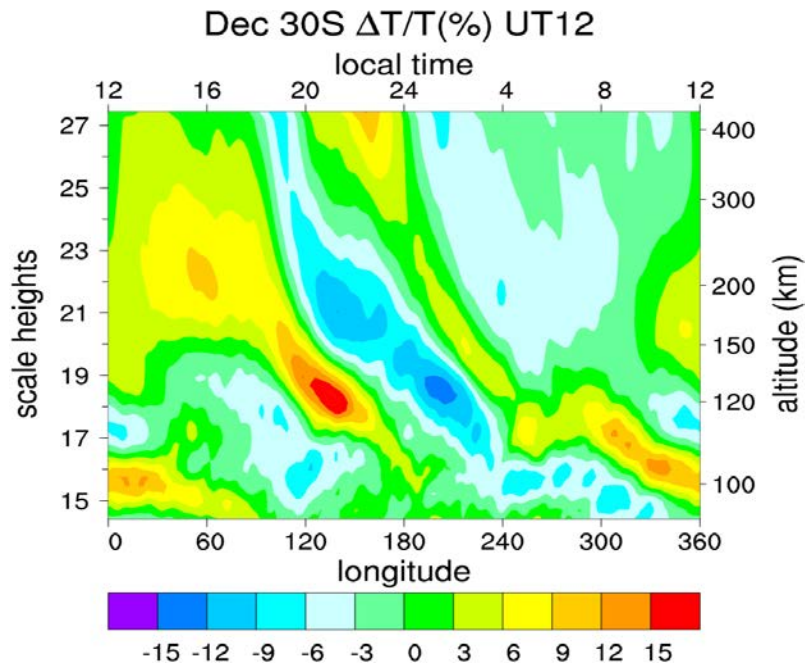 Dec 30S ΔT/T(%) UT12
local time
12 16 20 24 4 8 12
27 400
25 300
23
200
21
150
19
120
17
100
15
scale heights
altitude (km)
0 60 120 180 240 300 360
longitude
-15 -12 -9 -6 -3 0 3 6 9 12 15